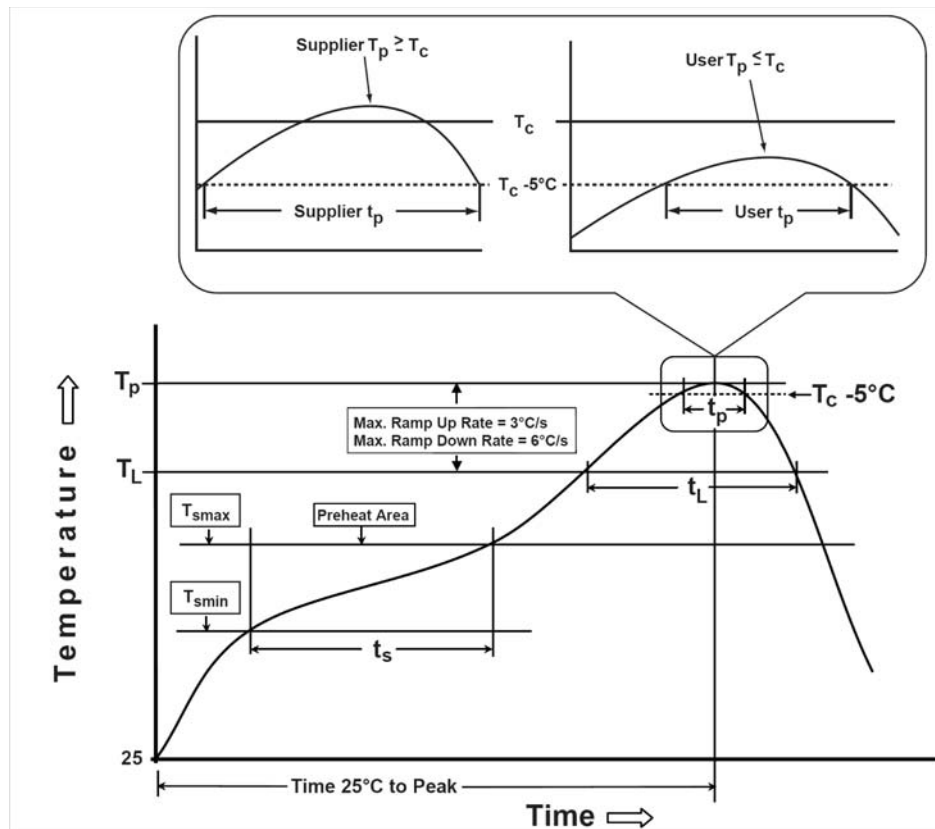 Supplier Tp ≥ Tc
User Tp ≤ Tc
Tc
Tc -5°C
Supplier tp
User tp
Tp
Tc -5°C
tp
Max. Ramp Up Rate = 3°C/s
Max. Ramp Down Rate = 6°C/s
TL
tL
Tsmax
Preheat Area
Tsmin
ts
Temperature
25
Time 25°C to Peak
Time